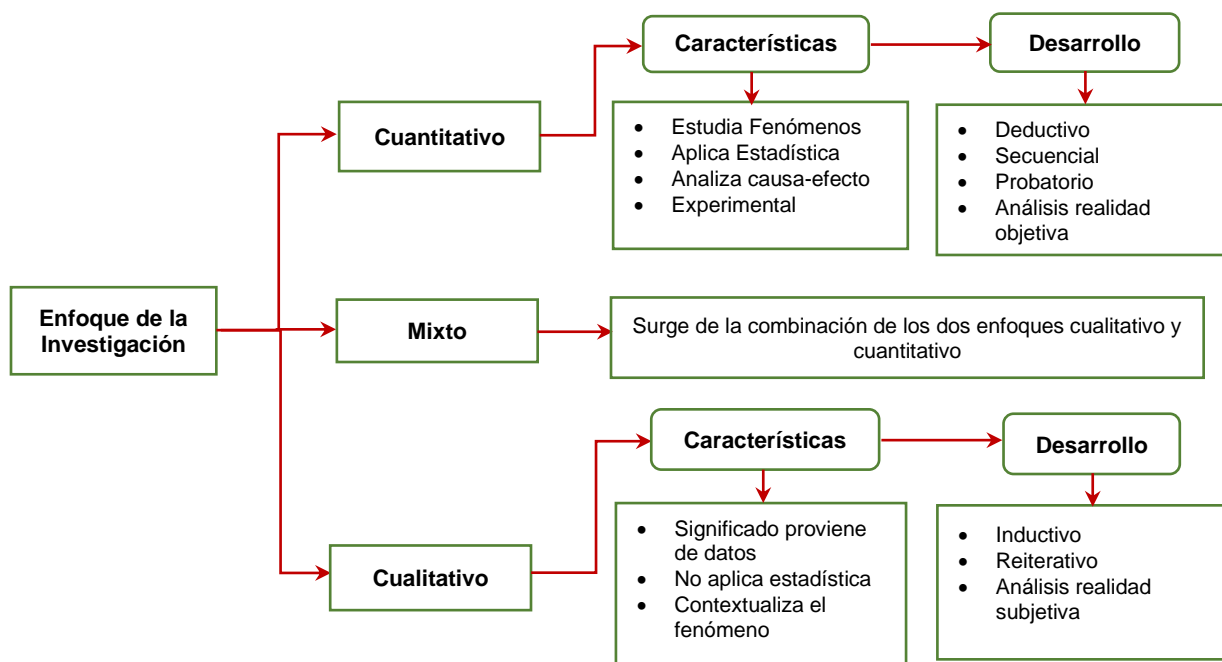 Característícas
Desarrollo
Cuantitativo
• Estudia Fenómenos
• Aplica Estadística
• Analiza causa-efecto
• Experimental
• Deductivo
• Secuencial
• Probatorio
• Análisis realidad
objetiva
Enfoque de la
Investigación
Mixto
Surge de la combinación de los dos enfoques cualitativo y
cuantitativo
Característícas
Desarrollo
Cualitativo
• Significado proviene
de datos
• No aplica estadística
• Contextualiza el
fenómeno
• Inductivo
• Reiterativo
• Análisis realidad
subjetiva